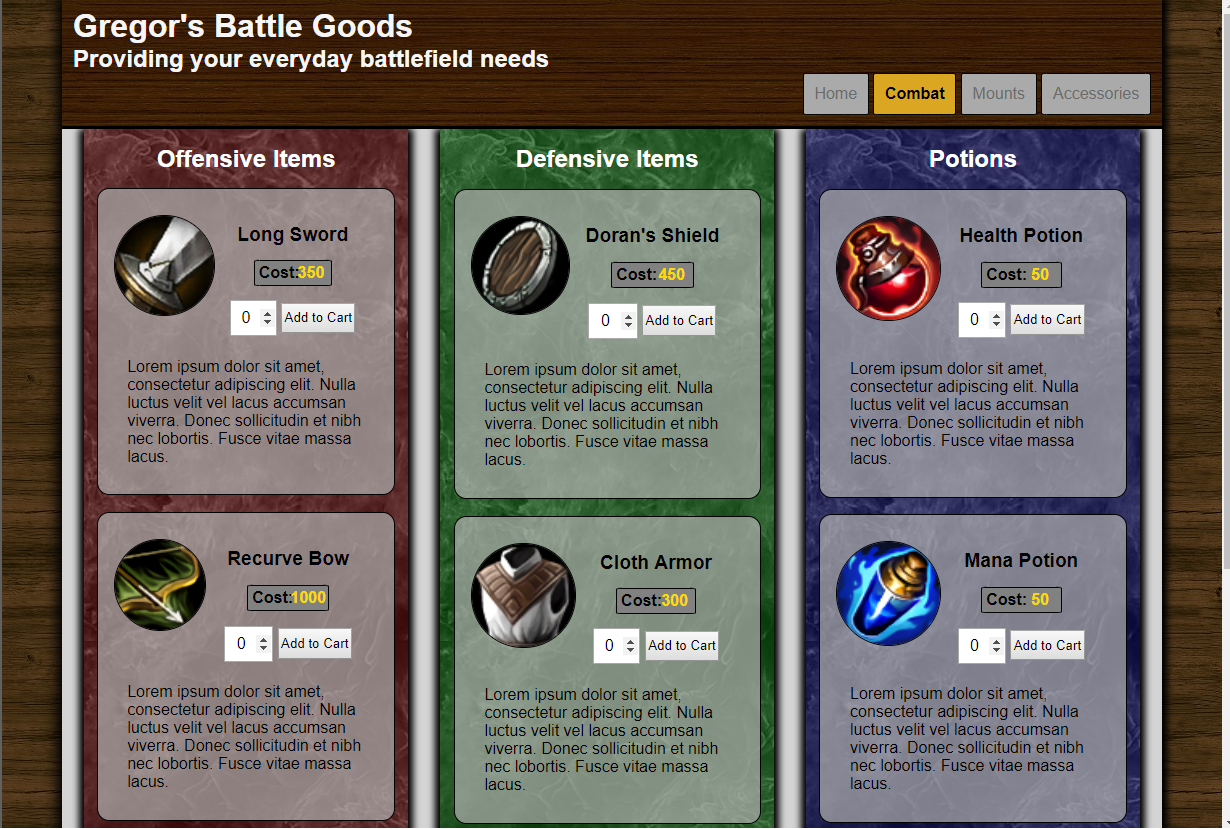 Gregor's Battle Goods
Providing your everyday battlefield needs
Home
Combat
Mounts
Accessories
Offensive Items
Long Sword
Cost:350
0
Add to Cart
Lorem ipsum dolor sit amet,
consectetur adipiscing elit. Nulla
luctus velit vel lacus accumsan
viverra. Donec sollicitudin et nibh
nec lobortis. Fusce vitae massa
lacus.
Recurve Bow
Cost:1000
0
Add to Cart
Lorem ipsum dolor sit amet,
consectetur adipiscing elit. Nulla
luctus velit vel lacus accumsan
viverra. Donec sollicitudin et nibh
nec lobortis. Fusce vitae massa
lacus.
Defensive Items
Doran's Shield
Cost: 450
0
Add to Cart
Lorem ipsum dolor sit amet,
consectetur adipiscing elit. Nulla
luctus velit vel lacus accumsan
viverra. Donec sollicitudin et nibh
nec lobortis. Fusce vitae massa
lacus.
Cloth Armor
Cost:300
0
Add to Cart
Lorem ipsum dolor sit amet,
consectetur adipiscing elit. Nulla
luctus velit vel lacus accumsan
viverra. Donec sollicitudin et nibh
nec lobortis. Fusce vitae massa
lacus.
Potions
Health Potion
Cost: 50
0
Add to Cart
Lorem ipsum dolor sit amet,
consectetur adipiscing elit. Nulla
luctus velit vel lacus accumsan
viverra. Donec sollicitudin et nibh
nec lobortis. Fusce vitae massa
lacus.
Mana Potion
Cost: 50
0
Add to Cart
Lorem ipsum dolor sit amet,
consectetur adipiscing elit. Nulla
luctus velit vel lacus accumsan
viverra. Donec sollicitudin et nibh
nec lobortis. Fusce vitae massa
lacus.